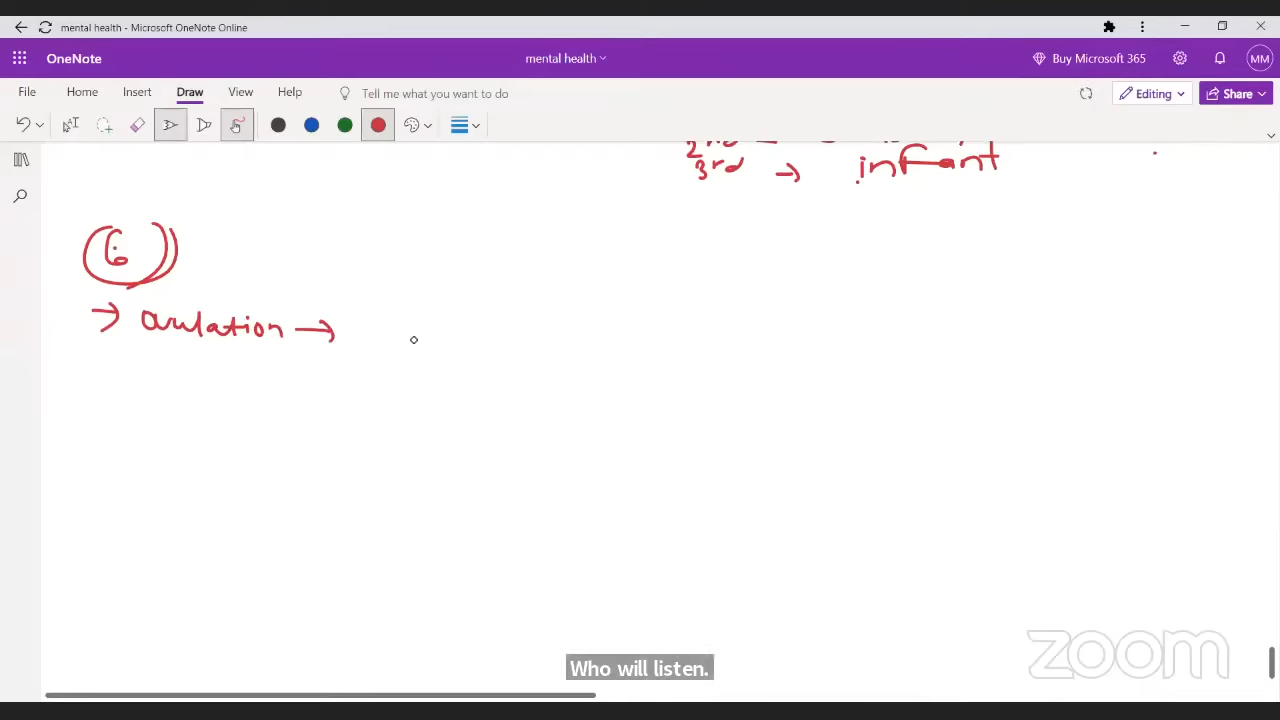 mental health - Microsoft OneNote Online
OneNote
mental health
Buy Microsoft 365
MM
File Home Insert Draw View Help Tell me what you want to do
Editing
Share
3rd → infant
6
→ ovulation →
Who will listen.
zoom